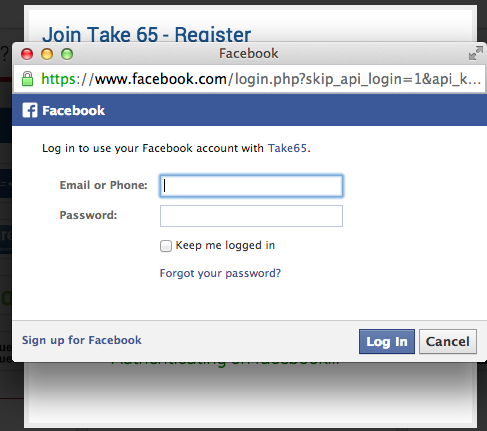 Join Take 65 - Register
Facebook
https://www.facebook.com/login.php?skip_api_login=1&api_k...
Facebook
Log in to use your Facebook account with Take65.
Email or Phone:
Password:
Keep me logged in
Forgot your password?
Sign up for Facebook
Log In
Cancel
Authenticating on facebook...